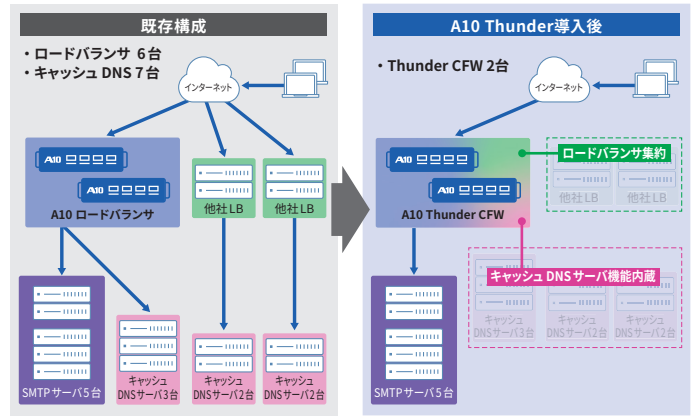 既存構成
・ロードバランサ 6台
・キャッシュ DNS 7台
インターネット
A10
A10
A10 ロードバランサ
他社LB
他社LB
SMTPサーバ5台
キャッシュ
DNSサーバ3台
キャッシュ
DNSサーバ2台
キャッシュ
DNSサーバ2台
A10 Thunder導入後
・Thunder CFW 2台
インターネット
A10
A10
A10 Thunder CFW
ロードバランサ集約
他社LB
他社LB
キャッシュ DNS サーバ機能内蔵
キャッシュ
DNSサーバ3台
キャッシュ
DNSサーバ2台
キャッシュ
DNSサーバ2台
SMTPサーバ5台